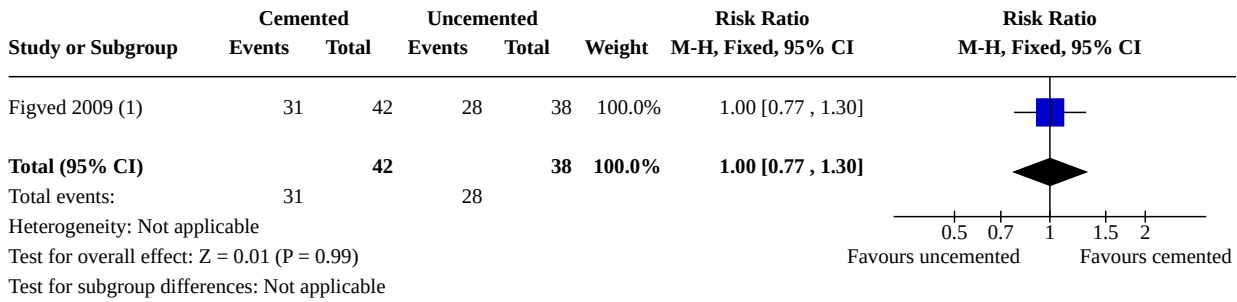 Cemented Uncemented Risk Ratio Risk Ratio
Study or Subgroup Events Total Events Total Weight M-H, Fixed, 95% CI M-H, Fixed, 95% CI
Figved 2009 (1) 31 42 28 38 100.0% 1.00 [0.77 , 1.30]
Total (95% CI) 42 38 100.0% 1.00 [0.77 , 1.30]
Total events: 31 28
Heterogeneity: Not applicable
0.5 0.7 1 1.5 2
Test for overall effect: Z = 0.01 (P = 0.99) Favours uncemented Favours cemented
Test for subgroup differences: Not applicable